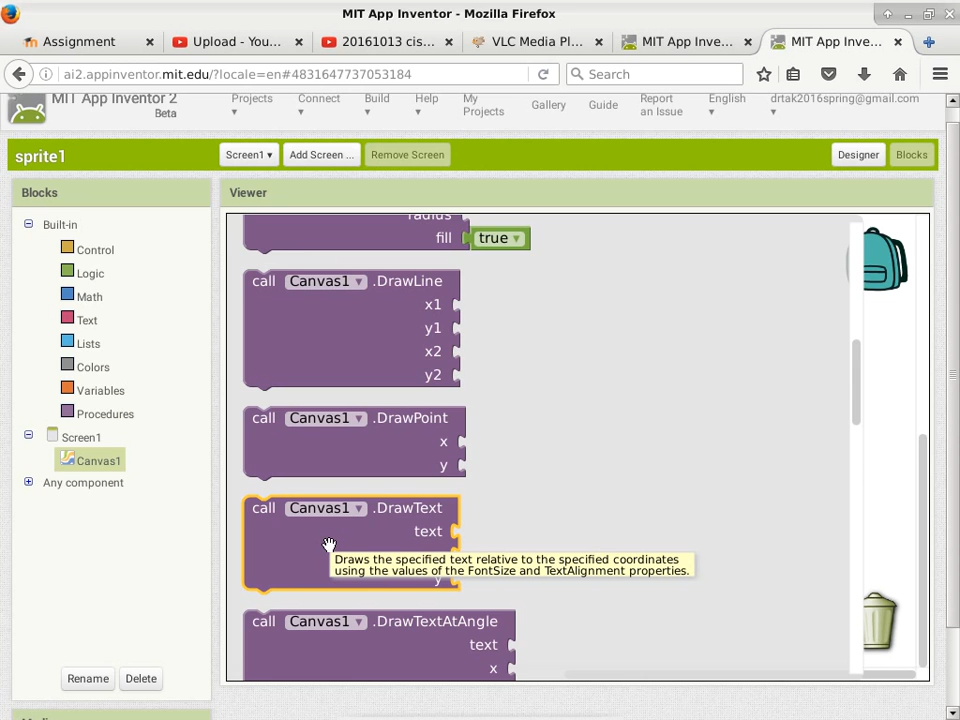 MIT App Inventor - Mozilla Firefox
Assignment
Upload - You...
20161013 cis...
VLC Media Pl...
MIT App Inve...
MIT App Inve...
ai2.appinventor.mit.edu/?locale=en#4831647737053184
Search
MIT App Inventor 2
Beta
Projects
Connect
Build
Help
My Projects
Gallery
Guide
Report an Issue
English
drtak2016spring@gmail.com
sprite1
Screen1
Add Screen ...
Remove Screen
Designer
Blocks
Blocks
Viewer
Built-in
Control
Logic
Math
Text
Lists
Colors
Variables
Procedures
Screen1
Canvas1
Any component
Rename
Delete
radius
fill true
call Canvas1 .DrawLine
x1
y1
x2
y2
call Canvas1 .DrawPoint
x
y
call Canvas1 .DrawText
text
Draws the specified text relative to the specified coordinates
using the values of the FontSize and TextAlignment properties.
y
call Canvas1 .DrawTextAtAngle
text
x